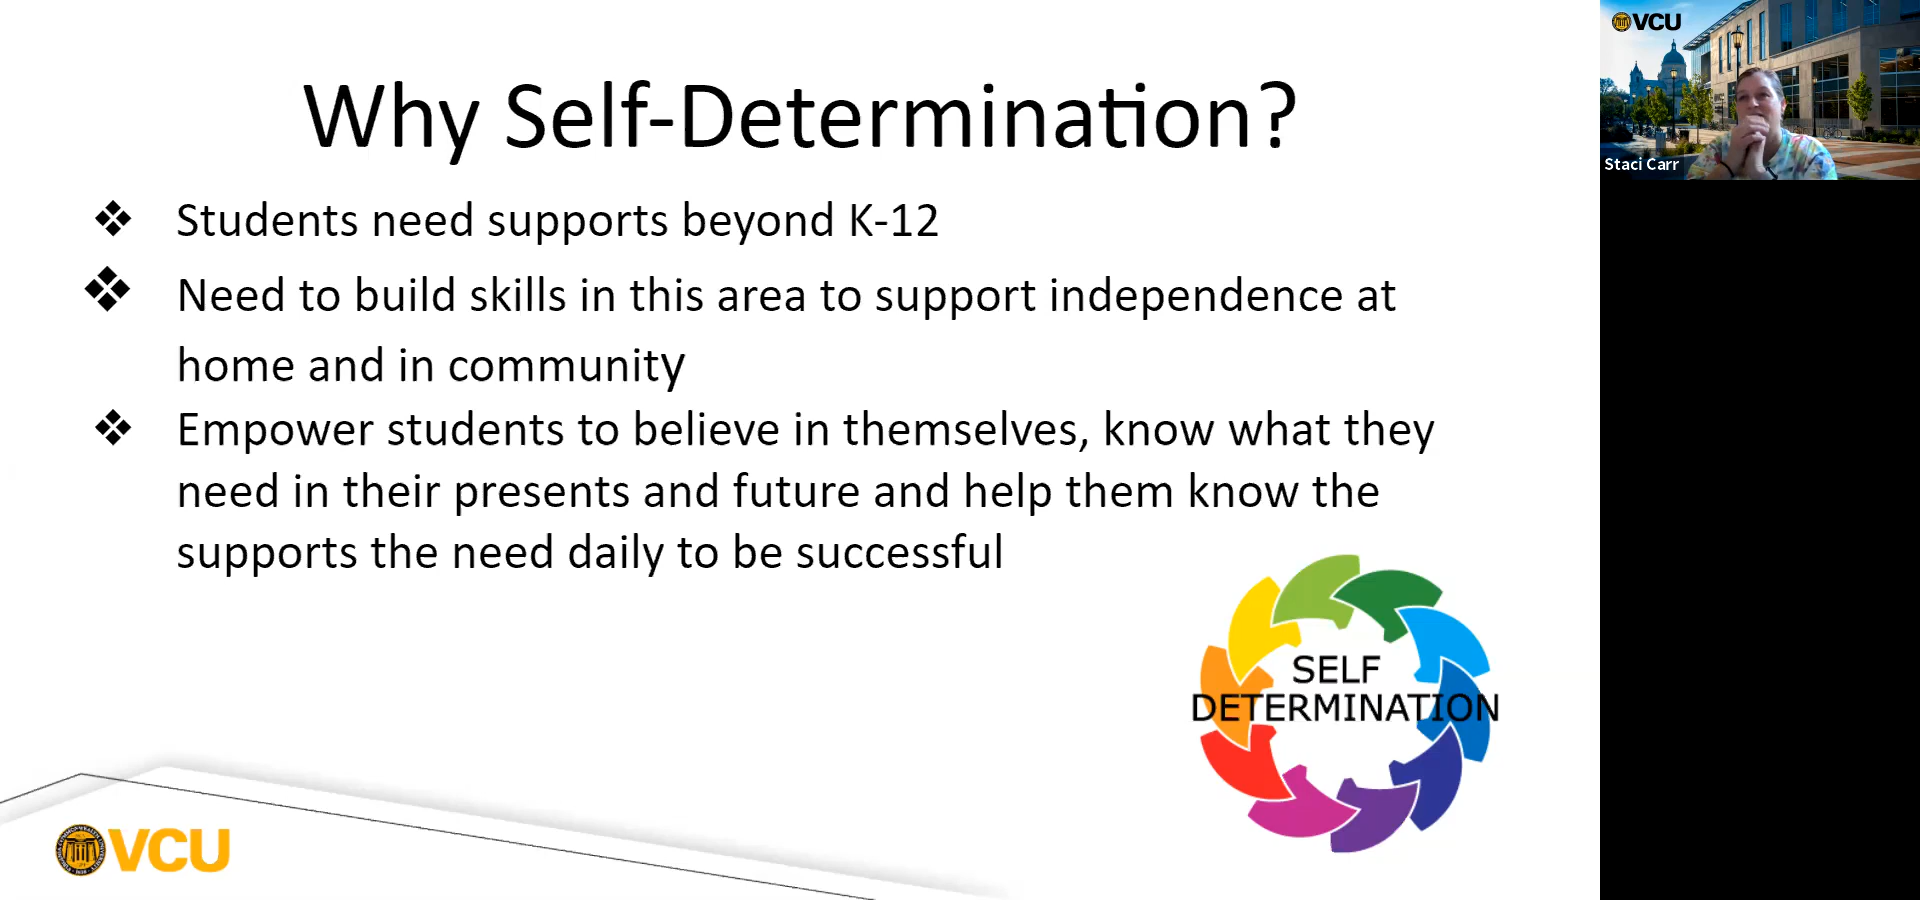 Why Self-Determination?
❖ Students need supports beyond K-12
❖ Need to build skills in this area to support independence at
home and in community
❖ Empower students to believe in themselves, know what they
need in their presents and future and help them know the
supports the need daily to be successful
SELF
DETERMINATION
VCU
VCU
Staci Carr